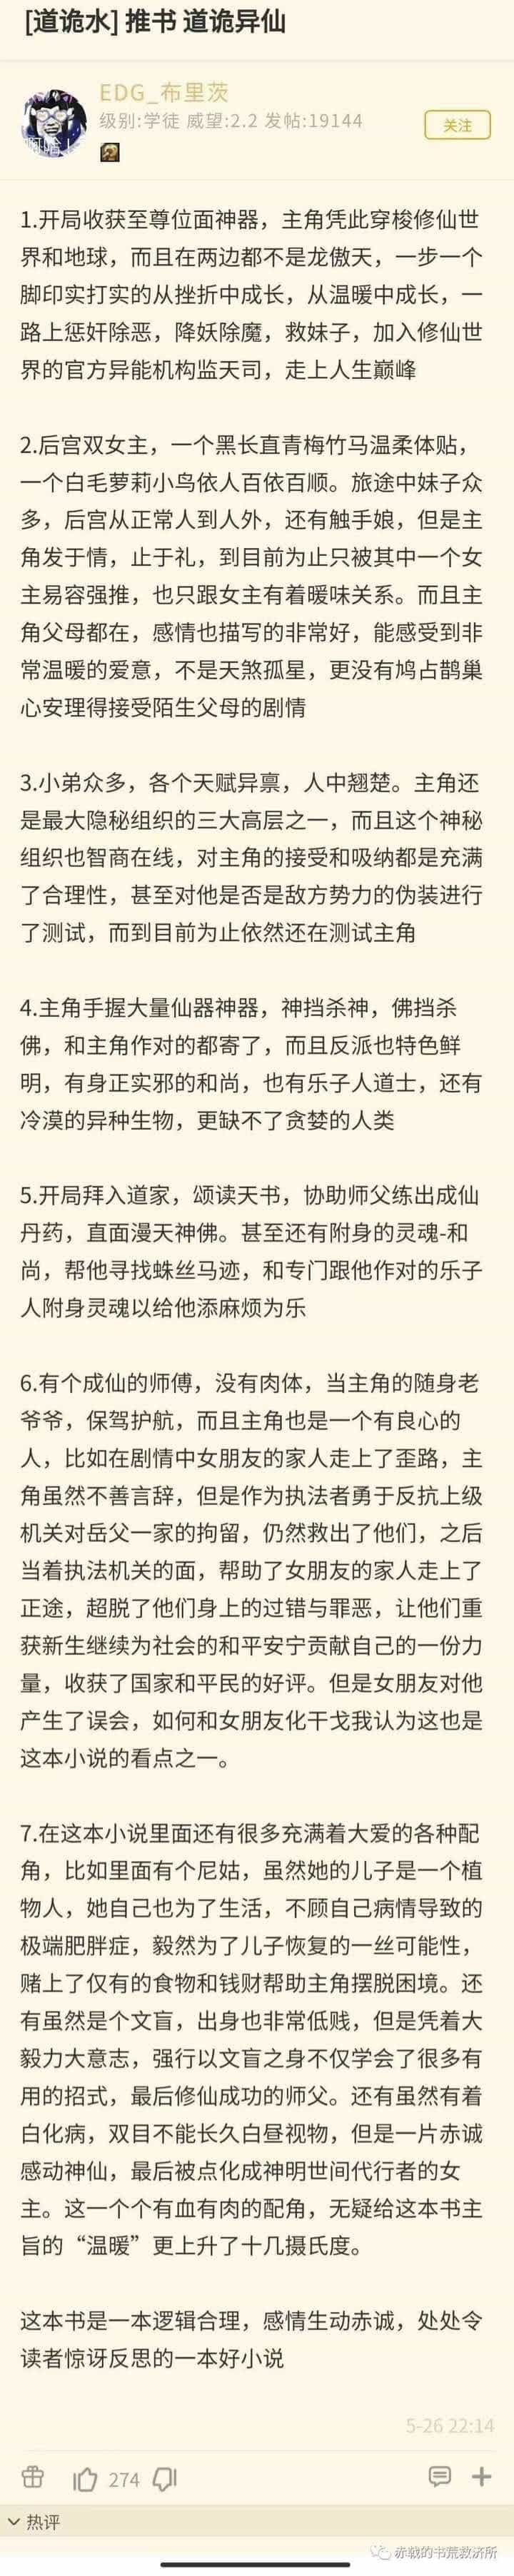 [道诡水] 推书 道诡异仙
EDG_布里茨
级别:学徒 威望:2.2 发帖:19144
关注
1.开局收获至尊位面神器，主角凭此穿梭修仙世
界和地球，而且在两边都不是龙傲天，一步一个
脚印实打实的从挫折中成长，从温暖中成长，一
路上惩奸除恶，降妖除魔，救妹子，加入修仙世
界的官方异能机构监天司，走上人生巅峰
2.后宫双女主，一个黑长直青梅竹马温柔体贴，
一个白毛萝莉小鸟依人百依百顺。旅途中妹子众
多，后宫从正常人到人外，还有触手娘，但是主
角发于情，止于礼，到目前为止只被其中一个女
主易容强推，也只跟女主有着暖味关系。而且主
角父母都在，感情也描写的非常好，能感受到非
常温暖的爱意，不是天煞孤星，更没有鸠占鹊巢
心安理得接受陌生父母的剧情
3.小弟众多，各个天赋异禀，人中翘楚。主角还
是最大隐秘组织的三大高层之一，而且这个神秘
组织也智商在线，对主角的接受和吸纳都是充满
了合理性，甚至对他是否是敌方势力的伪装进行
了测试，而到目前为止依然还在测试主角
4.主角手握大量仙器神器，神挡杀神，佛挡杀
佛，和主角作对的都寄了，而且反派也特色鲜
明，有身正实邪的和尚，也有乐子人道士，还有
冷漠的异种生物，更缺不了贪婪的人类
5.开局拜入道家，颂读天书，协助师父练出成仙
丹药，直面漫天神佛。甚至还有附身的灵魂-和
尚，帮他寻找蛛丝马迹，和专门跟他作对的乐子
人附身灵魂以给他添麻烦为乐
6.有个成仙的师傅，没有肉体，当主角的随身老
爷爷，保驾护航，而且主角也是一个有良心的
人，比如在剧情中女朋友的家人走上了歪路，主
角虽然不善言辞，但是作为执法者勇于反抗上级
机关对岳父一家的拘留，仍然救出了他们，之后
当着执法机关的面，帮助了女朋友的家人走上了
正途，超脱了他们身上的过错与罪恶，让他们重
获新生继续为社会的和平安宁贡献自己的一份力
量，收获了国家和平民的好评。但是女朋友对他
产生了误会，如何和女朋友化干戈我认为这也是
这本小说的看点之一。
7.在这本小说里面还有很多充满着大爱的各种配
角，比如里面有个尼姑，虽然她的儿子是一个植
物人，她自己也为了生活，不顾自己病情导致的
极端肥胖症，毅然为了儿子恢复的一丝可能性，
赌上了仅有的食物和钱财帮助主角摆脱困境。还
有虽然是个文盲，出身也非常低贱，但是凭着大
毅力大意志，强行以文盲之身不仅学会了很多有
用的招式，最后修仙成功的师父。还有虽然有着
白化病，双目不能长久白昼视物，但是一片赤诚
感动神仙，最后被点化成神明世间代行者的女
主。这一个个有血有肉的配角，无疑给这本书主
旨的“温暖”更上升了十几摄氏度。
这本书是一本逻辑合理，感情生动赤诚，处处令
读者惊讶反思的一本好小说
5-26 22:14
274
热评
赤戟的书荒救济所